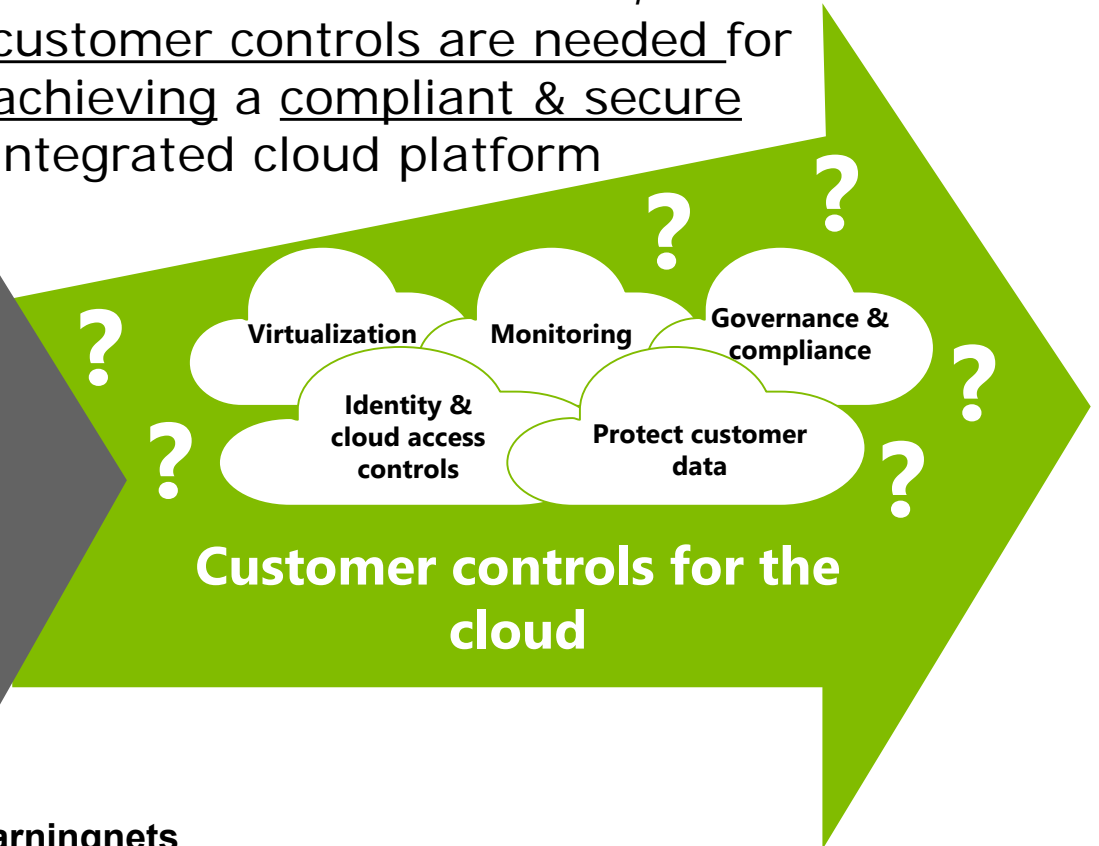 customer controls are needed for
achieving a compliant & secure
integrated cloud platform
?
?
?
Virtualization
Monitoring
Governance &
compliance
?
?
Identity &
cloud access
controls
Protect customer
data
?
Customer controls for the
cloud
arningnets